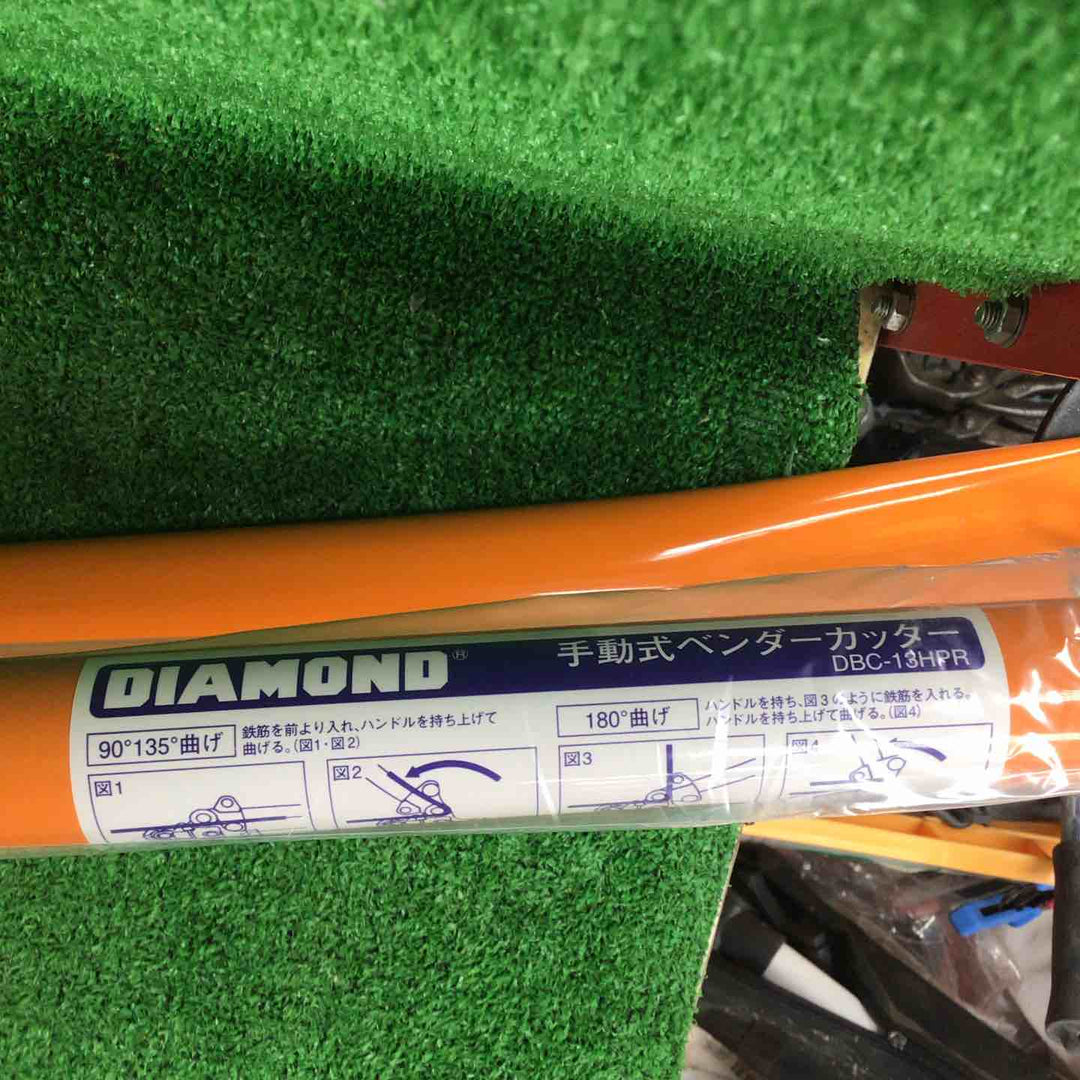 DIAMOND®
手動式ベンダーカッター
DBC-13HPR
90°135°曲げ
鉄筋を前より入れ、ハンドルを持ち上げて
曲げる。(図1・図2)
180°曲げ
ハンドルを持ち、図3のように鉄筋を入れる。
ハンドルを持ち上げて曲げる。(図4)
図1
図2
図3
図4